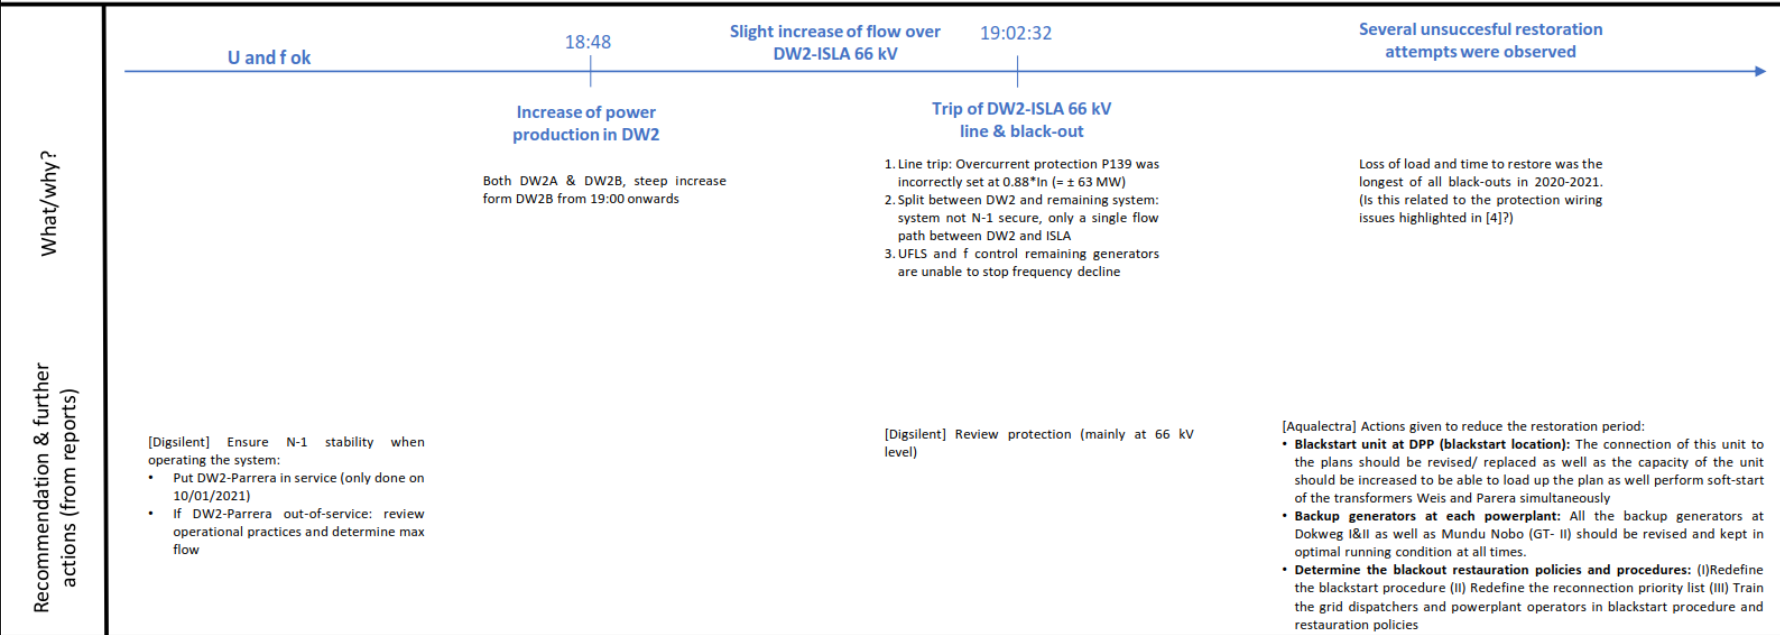 U and f ok
18:48
Slight increase of flow over
DW2-ISLA 66 kV
19:02:32
Several unsuccesful restoration
attempts were observed
Increase of power
production in DW2
Trip of DW2-ISLA 66 kV
line & black-out
What/why?
Both DW2A & DW2B, steep increase
form DW2B from 19:00 onwards
1. Line trip: Overcurrent protection P139 was
incorrectly set at 0.88*In (= ± 63 MW)
2. Split between DW2 and remaining system:
system not N-1 secure, only a single flow
path between DW2 and ISLA
3. UFLS and f control remaining generators
are unable to stop frequency decline
Loss of load and time to restore was the
longest of all black-outs in 2020-2021.
(Is this related to the protection wiring
issues highlighted in [4]?)
Recommendation & further
actions (from reports)
[Digsilent] Ensure N-1 stability when
operating the system:
• Put DW2-Parrera in service (only done on
10/01/2021)
• If DW2-Parrera out-of-service: review
operational practices and determine max
flow
[Digsilent] Review protection (mainly at 66 kV
level)
[Aqualectra] Actions given to reduce the restoration period:
• Blackstart unit at DPP (blackstart location): The connection of this unit to
the plans should be revised/ replaced as well as the capacity of the unit
should be increased to be able to load up the plan as well perform soft-start
of the transformers Weis and Parera simultaneously
• Backup generators at each powerplant: All the backup generators at
Dokweg I&II as well as Mundu Nobo (GT- II) should be revised and kept in
optimal running condition at all times.
• Determine the blackout restauration policies and procedures: (I)Redefine
the blackstart procedure (II) Redefine the reconnection priority list (III) Train
the grid dispatchers and powerplant operators in blackstart procedure and
restauration policies